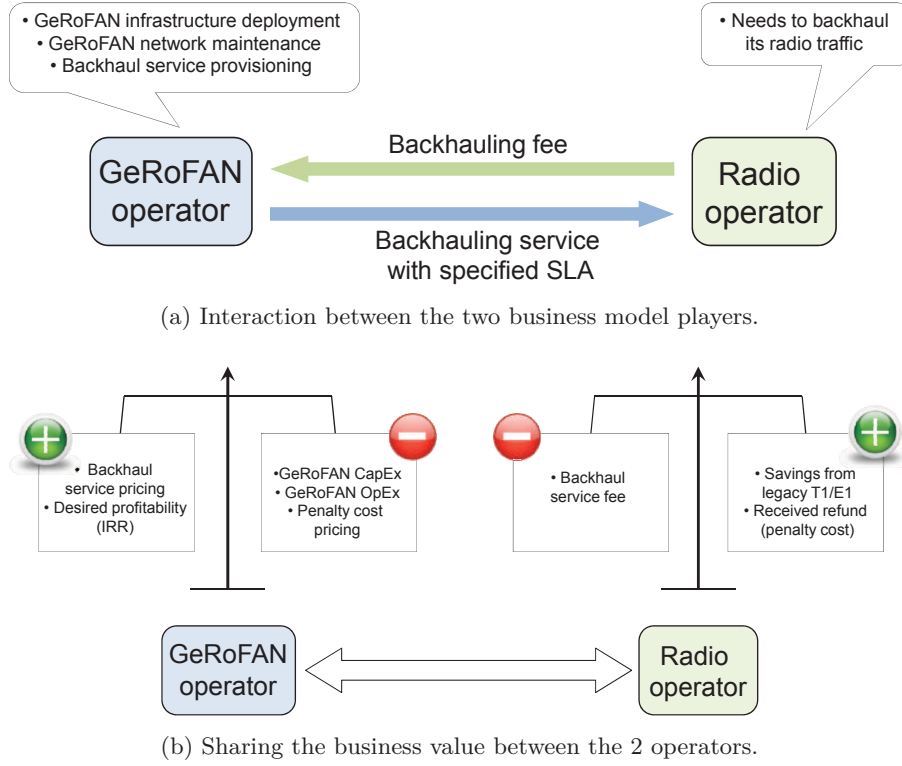 • GeRoFAN infrastructure deployment
• GeRoFAN network maintenance
• Backhaul service provisioning
• Needs to backhaul
its radio traffic
GeRoFAN
operator
Backhauling fee
Backhauling service
with specified SLA
Radio
operator
(a) Interaction between the two business model players.
• Backhaul
service pricing
• Desired profitability
(IRR)
•GeRoFAN CapEx
• GeRoFAN OpEx
• Penalty cost
pricing
• Backhaul
service fee
• Savings from
legacy T1/E1
• Received refund
(penalty cost)
GeRoFAN
operator
Radio
operator
(b) Sharing the business value between the 2 operators.